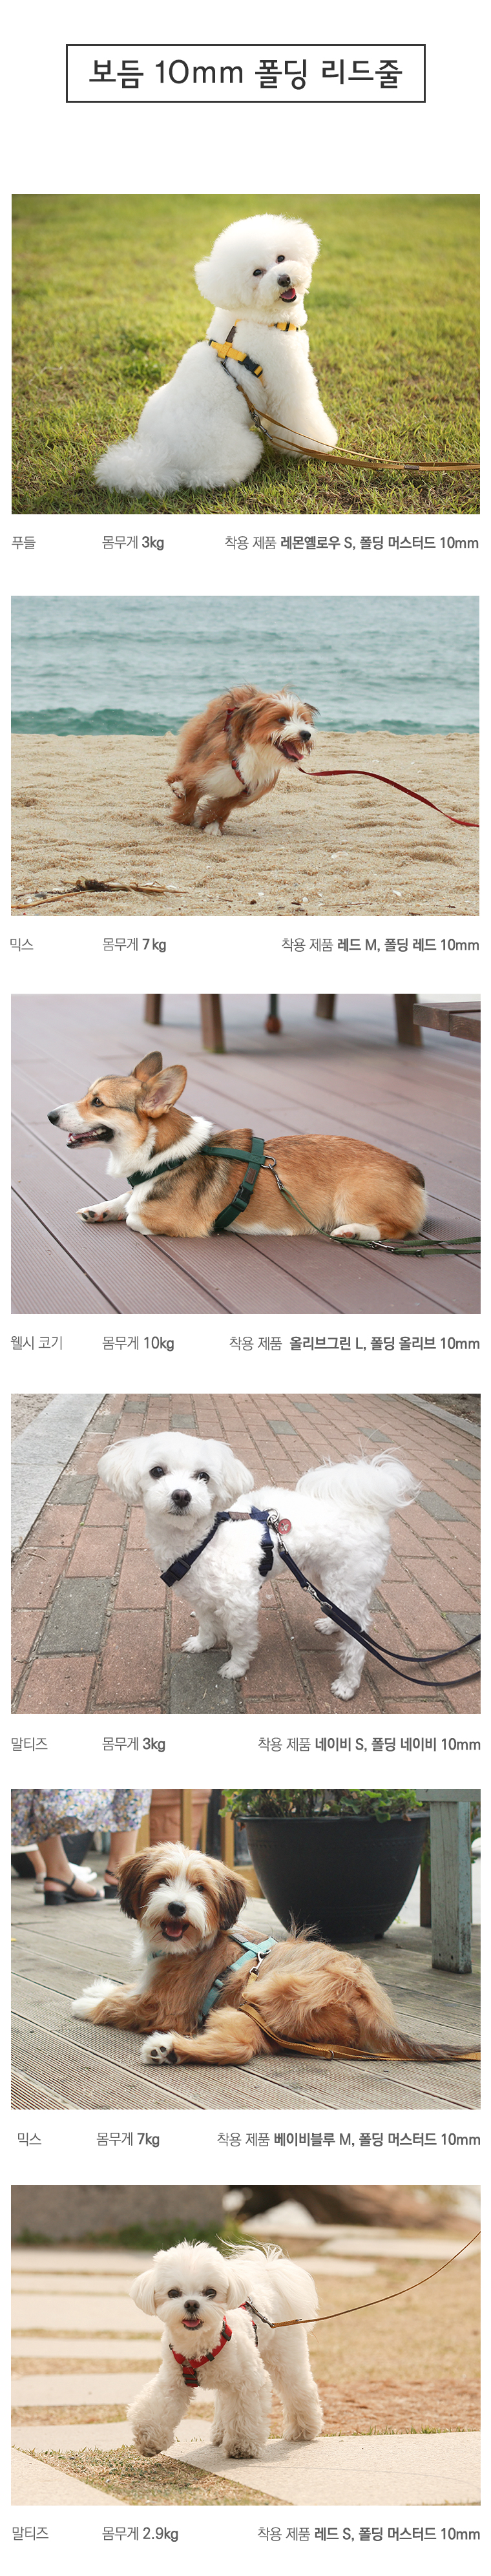 보듬 10mm 폴딩 리드줄
푸들 몸무게 3kg 착용 제품 레몬옐로우 S, 폴딩 머스터드 10mm
믹스 몸무게 7kg 착용 제품 레드 M, 폴딩 레드 10mm
웰시 코기 몸무게 10kg 착용 제품 올리브그린 L, 폴딩 올리브 10mm
말티즈 몸무게 3kg 착용 제품 네이비 S, 폴딩 네이비 10mm
믹스 몸무게 7kg 착용 제품 베이비블루 M, 폴딩 머스터드 10mm
말티즈 몸무게 2.9kg 착용 제품 레드 S, 폴딩 머스터드 10mm